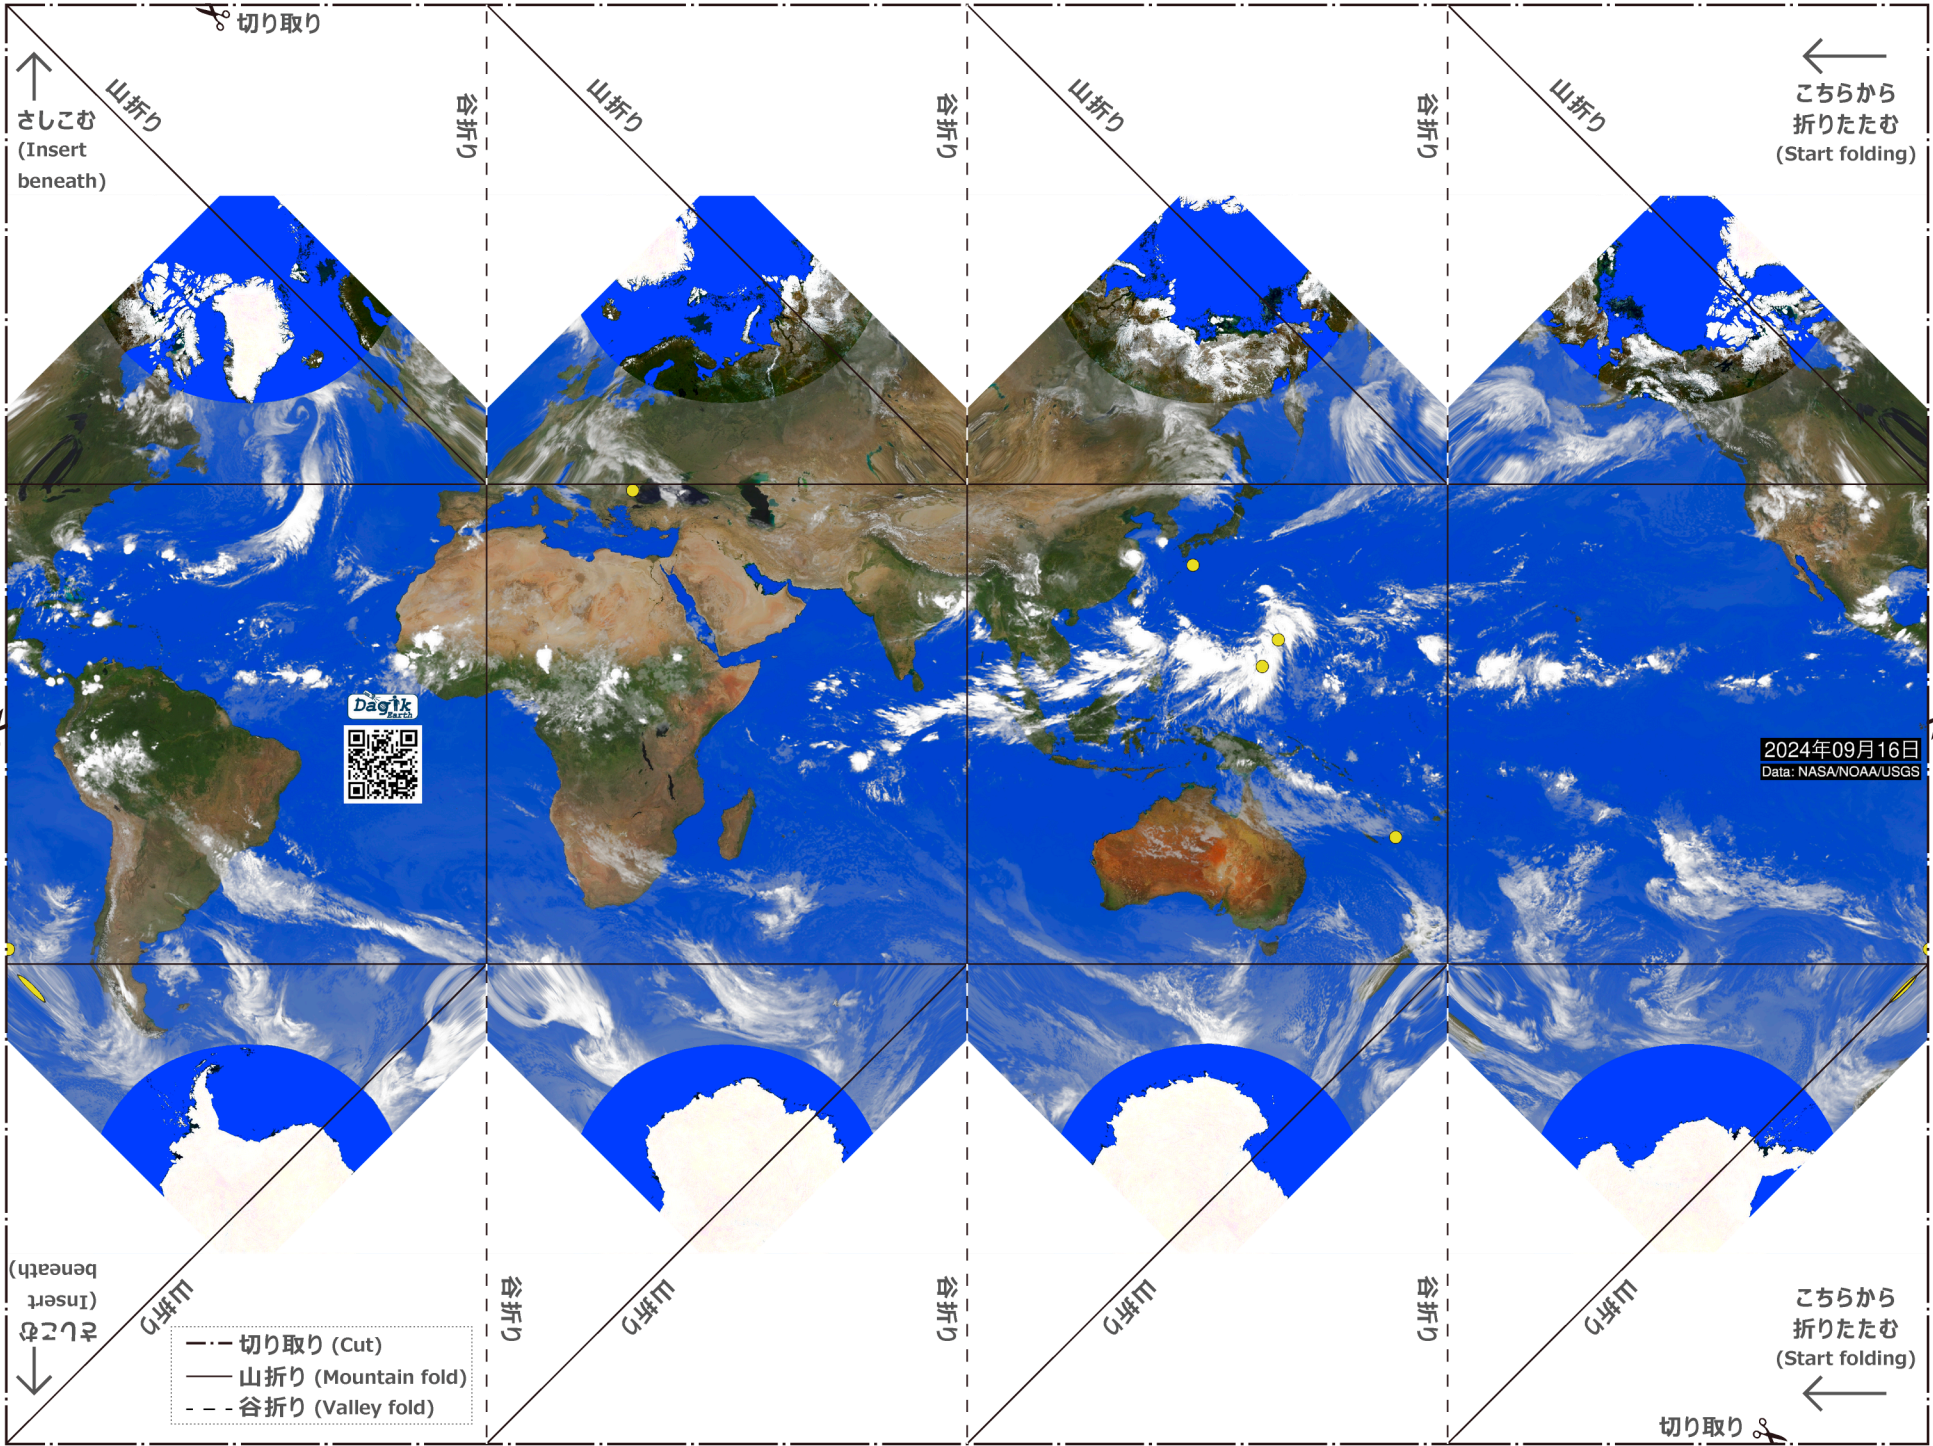 切り取り
山折り
谷折り
山折り
谷折り
山折り
谷折り
山折り
さしこむ
(Insert
beneath)
こちらから
折りたたむ
(Start folding)
Dagik
Earth
2024年09月16日
Data: NASA/NOAA/USGS
さしこむ
(Insert
beneath)
山折り
谷折り
山折り
谷折り
山折り
谷折り
山折り
切り取り (Cut)
山折り (Mountain fold)
谷折り (Valley fold)
こちらから
折りたたむ
(Start folding)
切り取り